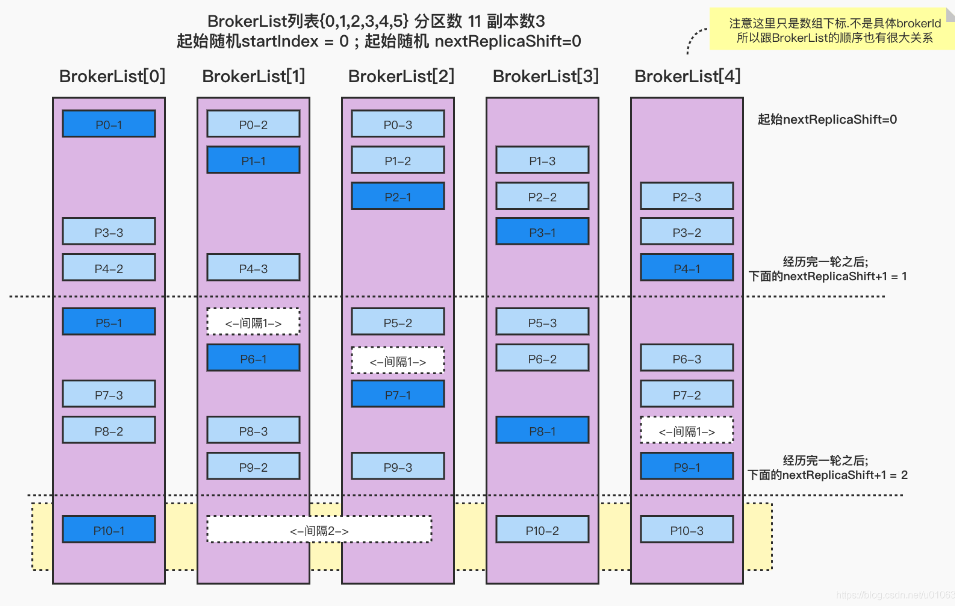 BrokerList列表{0,1,2,3,4,5} 分区数 11 副本数3
起始随机startIndex = 0 ; 起始随机 nextReplicaShift=0
注意这里只是数组下标.不是具体brokerId
所以跟BrokerList的顺序也有很大关系
BrokerList[0] BrokerList[1] BrokerList[2] BrokerList[3] BrokerList[4]
P0-1 P0-2 P0-3 起始nextReplicaShift=0
P1-1 P1-2 P1-3
P2-1 P2-2 P2-3
P3-3 P3-1 P3-2
P4-2 P4-3 P4-1
经历完一轮之后;
下面的nextReplicaShift+1 = 1
P5-1 <-间隔1-> P5-2 P5-3
P6-1 <-间隔1-> P6-2 P6-3
P7-3 P7-1 P7-2
P8-2 P8-3 P8-1 <-间隔1->
P9-2 P9-3 P9-1
经历完一轮之后;
下面的nextReplicaShift+1 = 2
P10-1 <-间隔2-> P10-2 P10-3